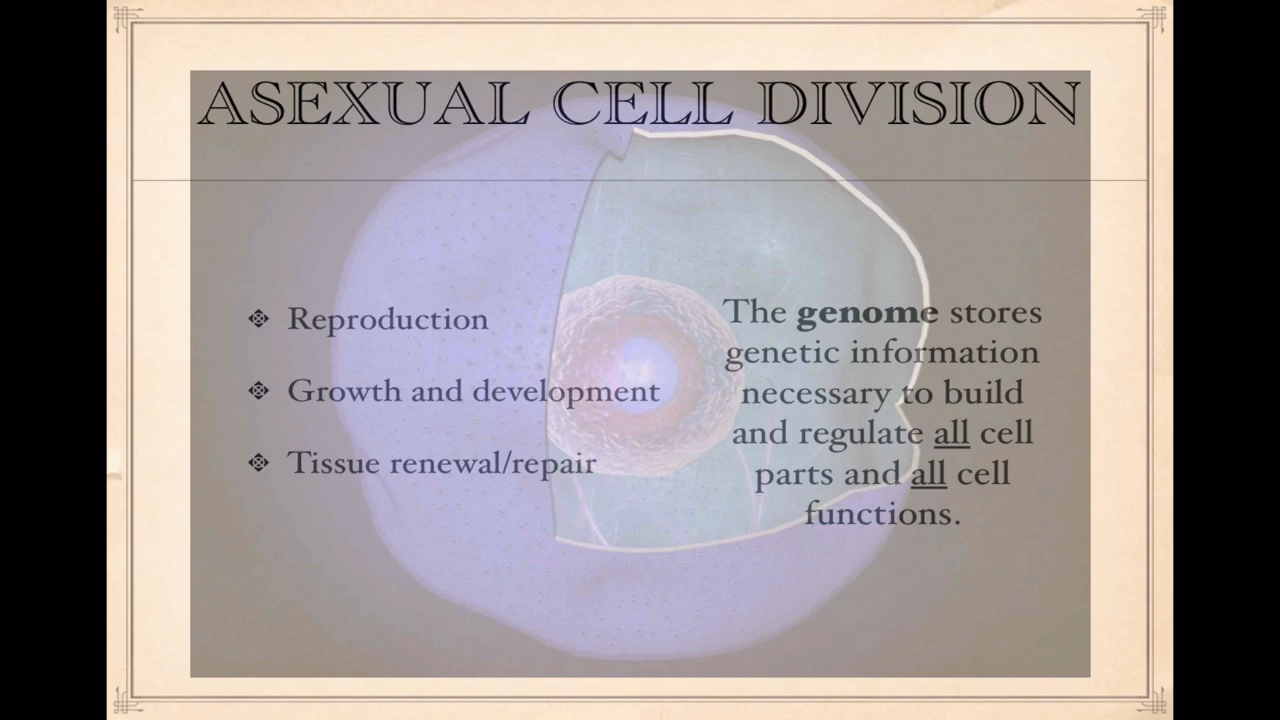 ASEXUAL CELL DIVISION
Reproduction
Growth and development
Tissue renewal/repair
The genome stores
genetic information
necessary to build
and regulate all cell
parts and all cell
functions.